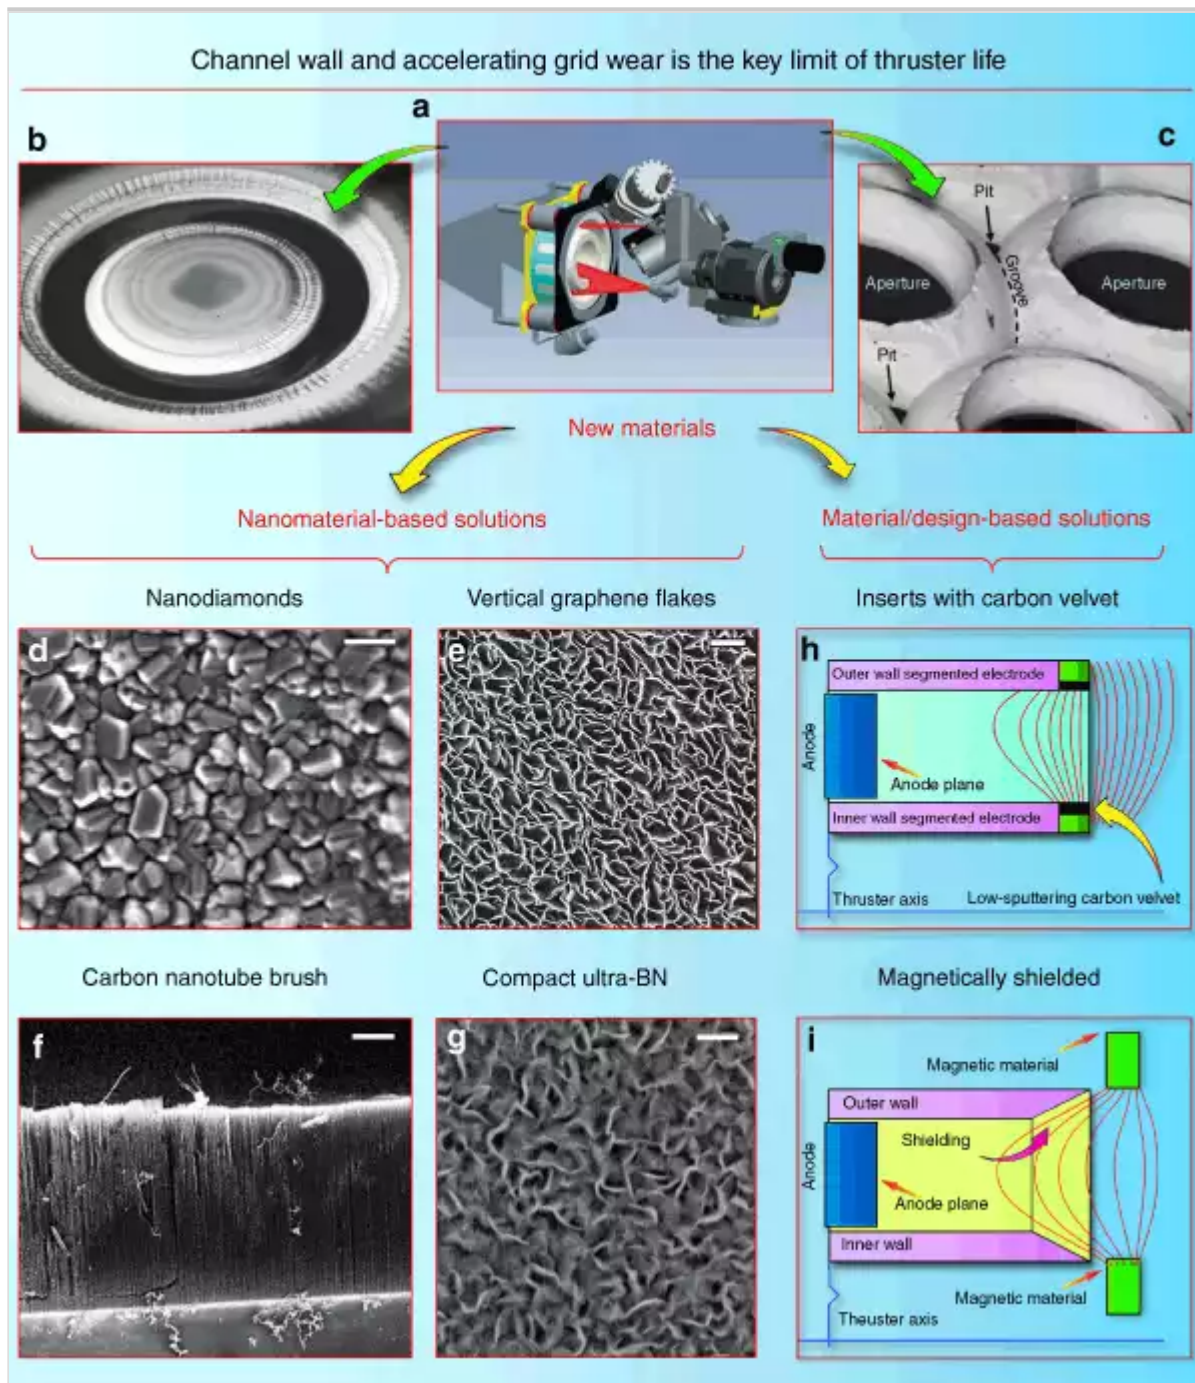 Channel wall and accelerating grid wear is the key limit of thruster life
a
b
c
Pit
Groove
Aperture
Aperture
Pit
New materials
Nanomaterial-based solutions
Material/design-based solutions
Nanodiamonds
Vertical graphene flakes
Inserts with carbon velvet
d
e
h
Outer wall segmented electrode
Anode
Anode plane
Inner wall segmented electrode
Thruster axis
Low-sputtering carbon velvet
Carbon nanotube brush
Compact ultra-BN
Magnetically shielded
f
g
i
Magnetic material
Outer wall
Shielding
Anode
Anode plane
Inner wall
Magnetic material
Theuster axis